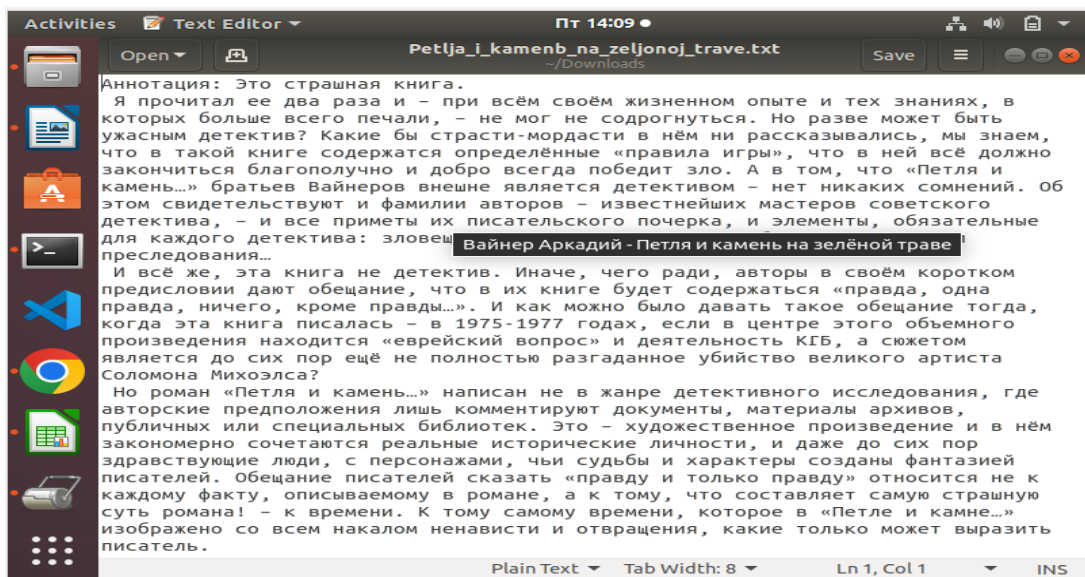 Activities Text Editor Пт 14:09
Open Petlja_i_kamenb_na_zeljonoj_trave.txt Save
~/Downloads
Аннотация: Это страшная книга.
Я прочитал ее два раза и – при всём своём жизненном опыте и тех знаниях, в
которых больше всего печали, – не мог не содрогнуться. Но разве может быть
ужасным детектив? Какие бы страсти-мордасти в нём ни рассказывались, мы знаем,
что в такой книге содержатся определённые «правила игры», что в ней всё должно
закончиться благополучно и добро всегда победит зло. А в том, что «Петля и
камень…» братьев Вайнеров внешне является детективом – нет никаких сомнений. Об
этом свидетельствуют и фамилии авторов – известнейших мастеров советского
детектива, – и все приметы их писательского почерка, и элементы, обязательные
для каждого детектива:
Вайнер Аркадий - Петля и камень на зелёной траве
преследования…
И всё же, эта книга не детектив. Иначе, чего ради, авторы в своём коротком
предисловии дают обещание, что в их книге будет содержаться «правда, одна
правда, ничего, кроме правды…». И как можно было давать такое обещание тогда,
когда эта книга писалась – в 1975-1977 годах, если в центре этого объемного
произведения находится «еврейский вопрос» и деятельность КГБ, а сюжетом
является до сих пор ещё не полностью разгаданное убийство великого артиста
Соломона Михоэлса?
Но роман «Петля и камень…» написан не в жанре детективного исследования, где
авторские предположения лишь комментируют документы, материалы архивов,
публичных или специальных библиотек. Это – художественное произведение и в нём
закономерно сочетаются реальные исторические личности, и даже до сих пор
здравствующие люди, с персонажами, чьи судьбы и характеры созданы фантазией
писателей. Обещание писателей сказать «правду и только правду» относится не к
каждому факту, описываемому в романе, а к тому, что составляет самую страшную
суть романа! – к времени. К тому самому времени, которое в «Петле и камне…»
изображено со всем накалом ненависти и отвращения, какие только может выразить
писатель.
Plain Text Tab Width: 8 Ln 1, Col 1 INS